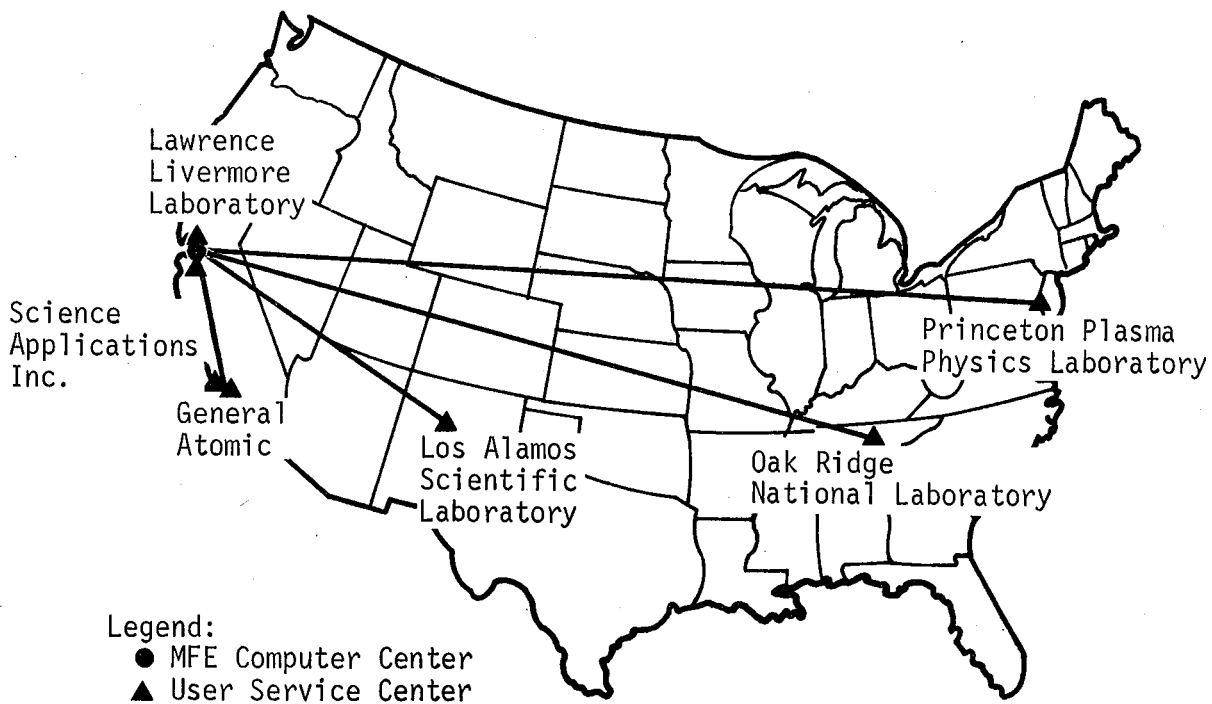 Lawrence
Livermore
Laboratory
Science
Applications
Inc.
General
Atomic
Los Alamos
Scientific
Laboratory
Oak Ridge
National Laboratory
Princeton Plasma
Physics Laboratory
Legend:
● MFE Computer Center
▲ User Service Center